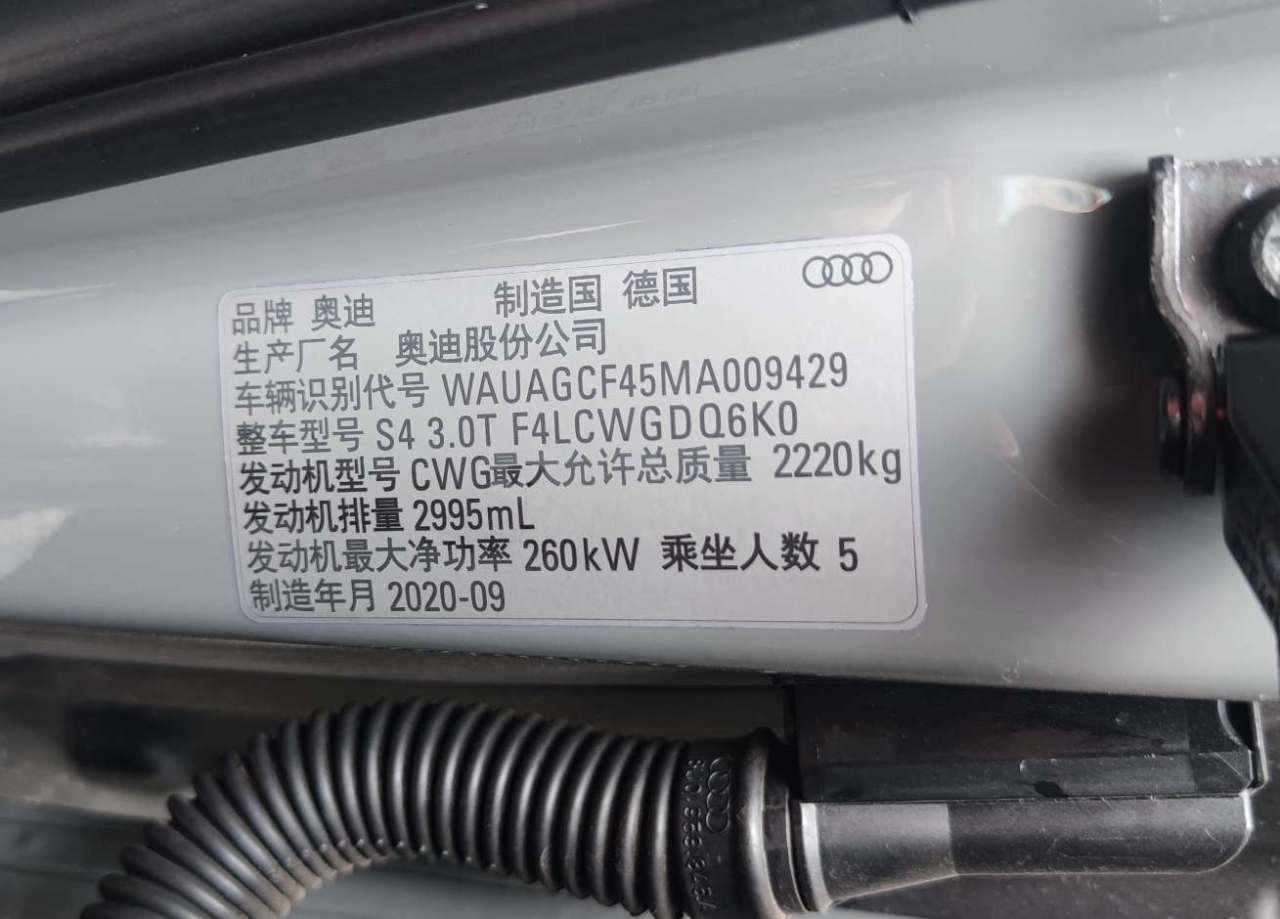 品牌 奥迪 制造国 德国
生产厂名 奥迪股份公司
车辆识别代号 WAUAGCF45MA009429
整车型号 S4 3.0T F4LCWGDQ6K0
发动机型号 CWG最大允许总质量 2220kg
发动机排量 2995mL
发动机最大净功率 260kW 乘坐人数 5
制造年月 2020-09